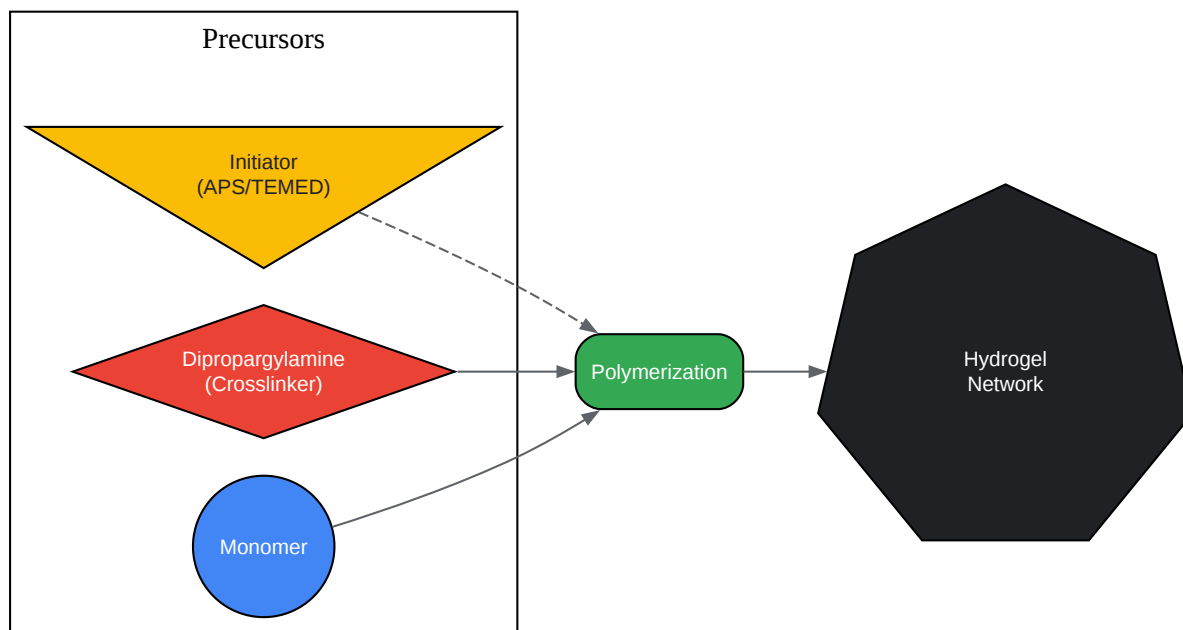 Precursors
Initiator
(APS/TEMED)
Dipropargylamine
(Crosslinker)
Monomer
Polymerization
Hydrogel
Network